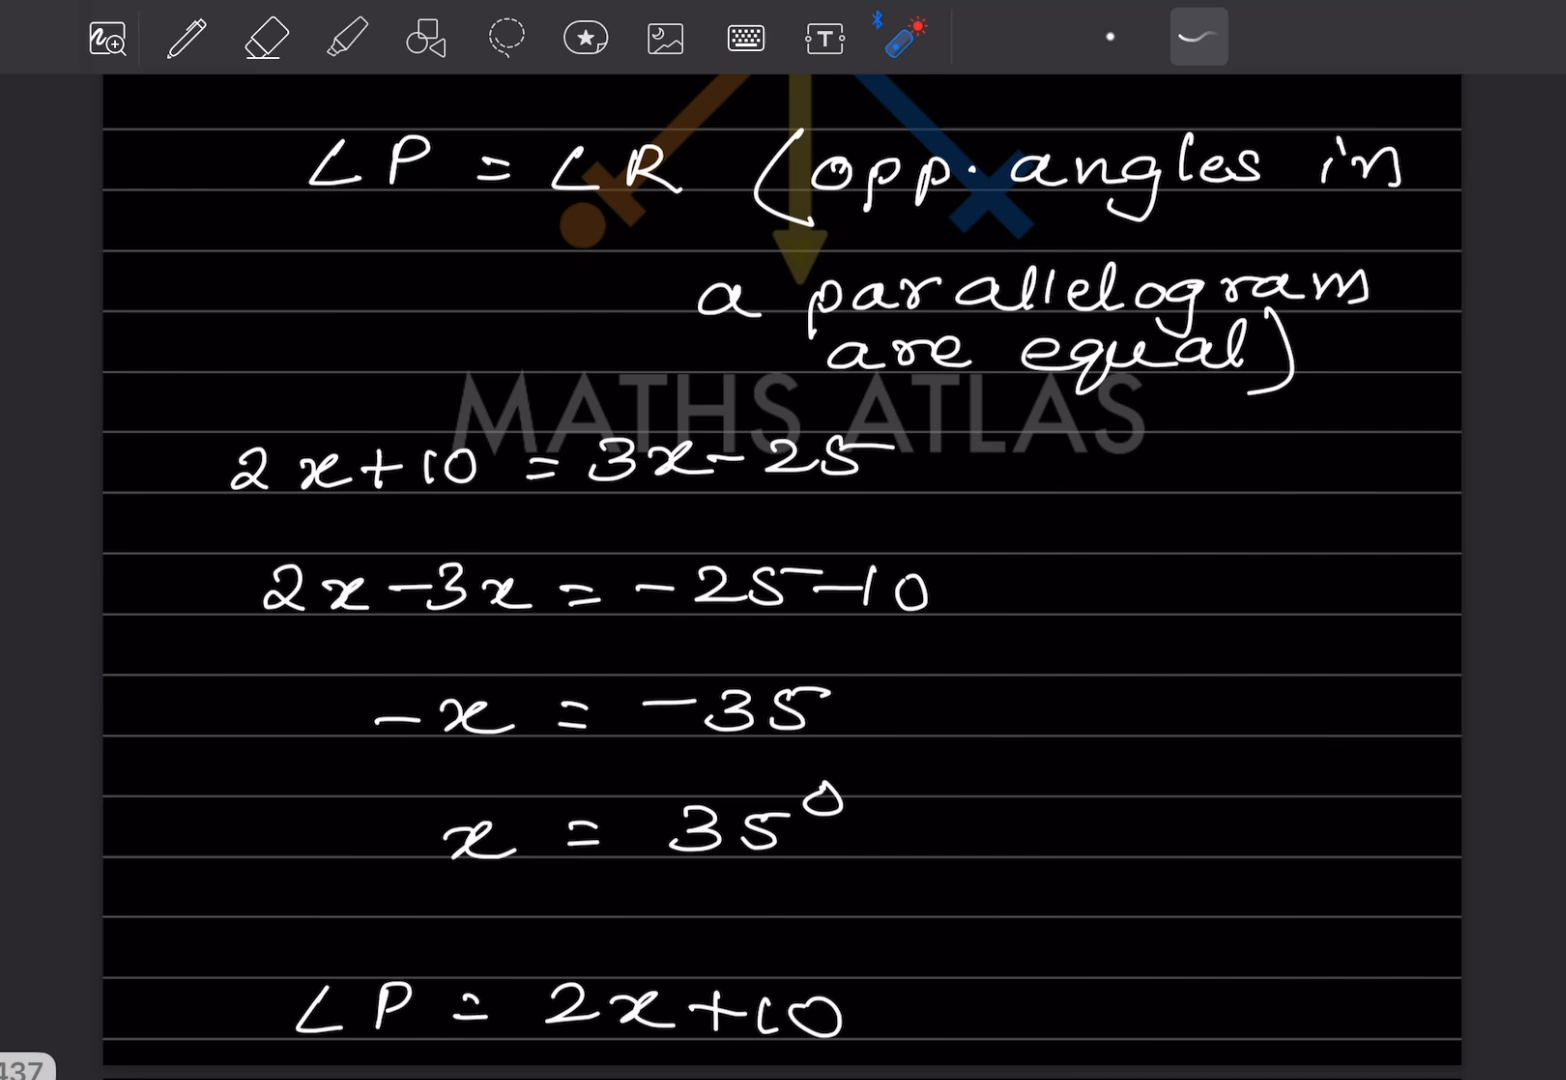 ∠P = ∠R (opp. angles in
a parallelogram
are equal)
MATHS ATLAS
2x+10 = 3x-25
2x-3x = -25-10
-x = -35
x = 35°
∠P = 2x+10
437